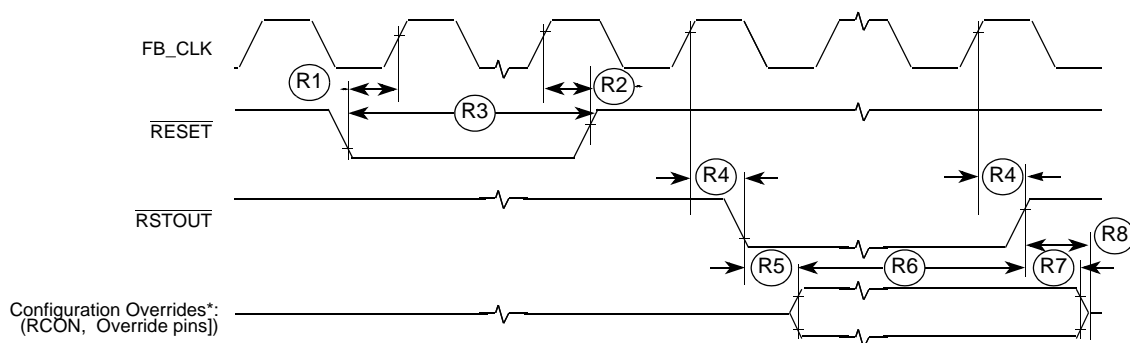 FB_CLK
R1
R2
R3
RESET
R4
R4
RSTOUT
R8
R5
R6
R7
Configuration Overrides*:
(RCON, Override pins])